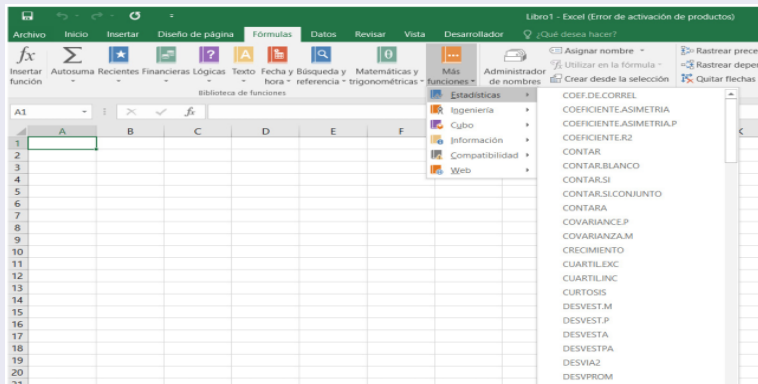 Libro1 - Excel (Error de activación de productos)
Archivo Inicio Insertar Diseño de página Fórmulas Datos Revisar Vista Desarrollador ¿Qué desea hacer?
Insertar función
Autosuma
Recientes
Financieras
Lógicas
Texto
Fecha y hora
Búsqueda y referencia
Matemáticas y trigonométricas
Más funciones
Administrador de nombres
Asignar nombre
Utilizar en la fórmula
Crear desde la selección
Rastrear prece
Rastrear deper
Quitar flechas
Biblioteca de funciones
A1
fx
A B C D E F K
1
2
3
4
5
6
7
8
9
10
11
12
13
14
15
16
17
18
19
20
21
Estadísticas
Ingeniería
Cubo
Información
Compatibilidad
Web
COEF.DE.CORREL
COEFICIENTE.ASIMETRIA
COEFICIENTE.ASIMETRIA.P
COEFICIENTE.R2
CONTAR
CONTAR.BLANCO
CONTAR.SI
CONTAR.SI.CONJUNTO
CONTARA
COVARIANCE.P
COVARIANZA.M
CRECIMIENTO
CUARTIL.EXC
CUARTIL.INC
CURTOSIS
DESVEST.M
DESVEST.P
DESVESTA
DESVESTPA
DESVIA2
DESVPROM